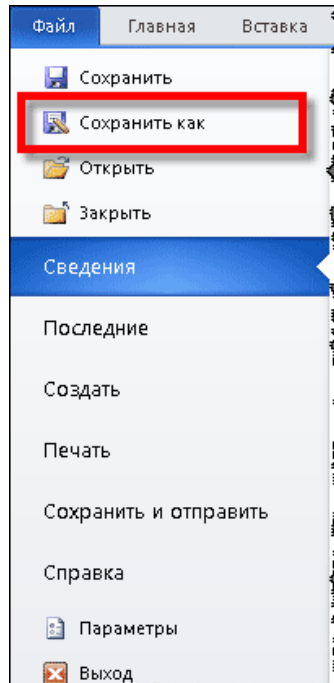 Файл Главная Вставка
Сохранить
Сохранить как
Открыть
Закрыть
Сведения
Последние
Создать
Печать
Сохранить и отправить
Справка
Параметры
Выход